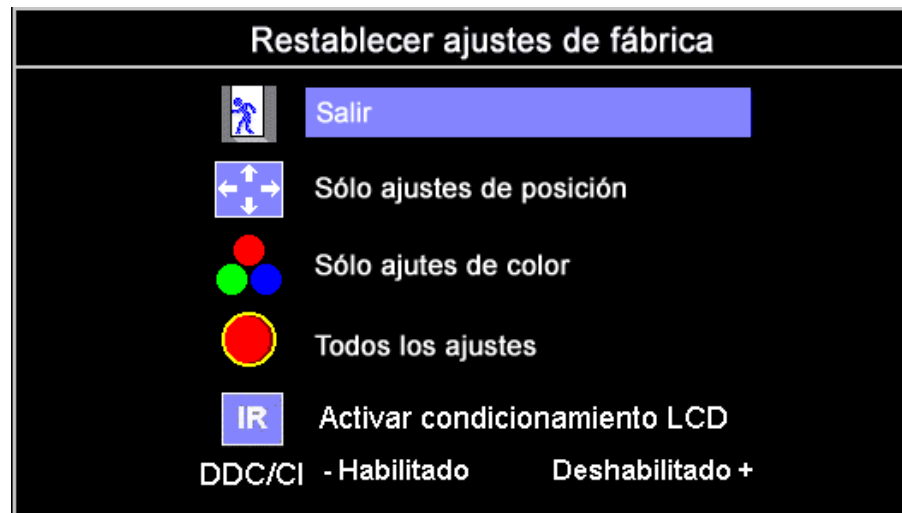 Restablecer ajustes de fábrica
Salir
Sólo ajustes de posición
Sólo ajutes de color
Todos los ajustes
IR Activar condicionamiento LCD
DDC/CI - Habilitado Deshabilitado +